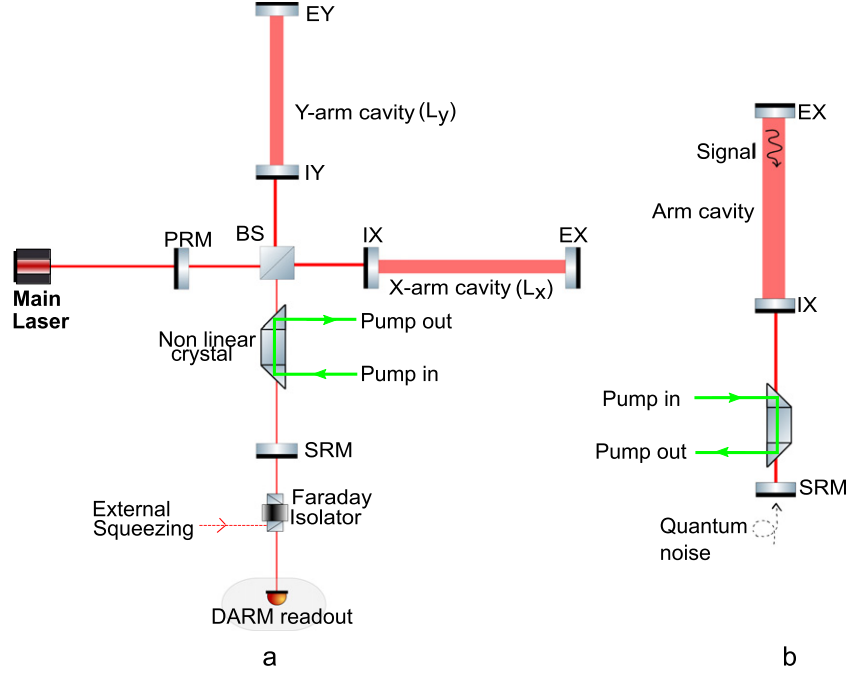 EY
Y-arm cavity (Ly)
IY
PRM
BS
IX
EX
X-arm cavity (Lx)
Main
Laser
Non linear
crystal
Pump out
Pump in
SRM
External
Squeezing
Faraday
Isolator
DARM readout
a
EX
Signal
Arm cavity
IX
Pump in
Pump out
SRM
Quantum
noise
b